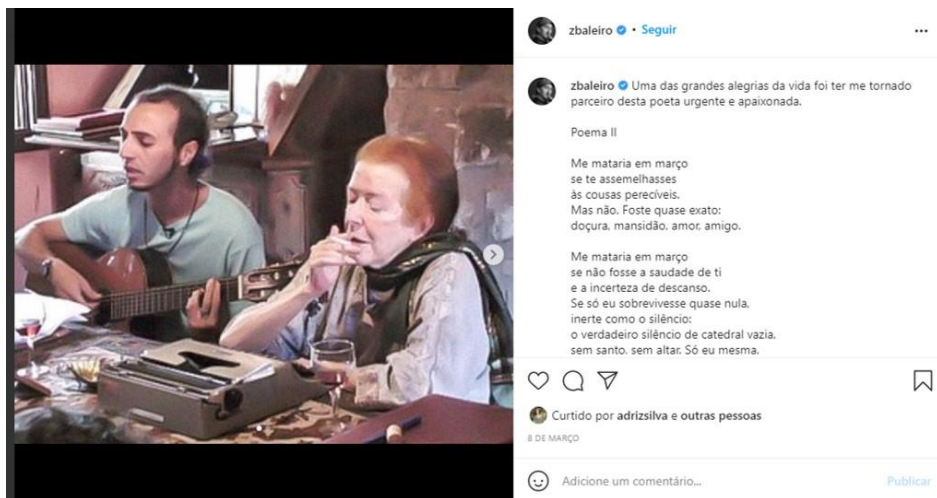 zbaleiro • Seguir
zbaleiro Uma das grandes alegrias da vida foi ter me tornado
parceiro desta poeta urgente e apaixonada.
Poema II
Me mataria em março
se te assemelhasses
às cousas perecíveis.
Mas não. Foste quase exato:
doçura, mansidão, amor, amigo.
Me mataria em março
se não fosse a saudade de ti
e a incerteza de descanso.
Se só eu sobrevivesse quase nula,
inerte como o silêncio:
o verdadeiro silêncio de catedral vazia,
sem santo, sem altar. Só eu mesma.
Curtido por adrizsilva e outras pessoas
8 DE MARÇO
Adicione um comentário... Publicar